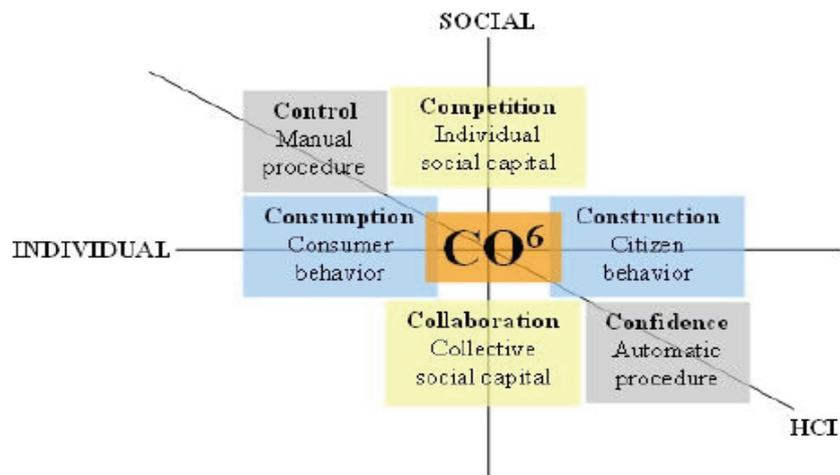 SOCIAL
Control
Manual
procedure
Competition
Individual
social capital
INDIVIDUAL
Consumption
Consumer
behavior
CO⁶
Construction
Citizen
behavior
Collaboration
Collective
social capital
Confidence
Automatic
procedure
HCI